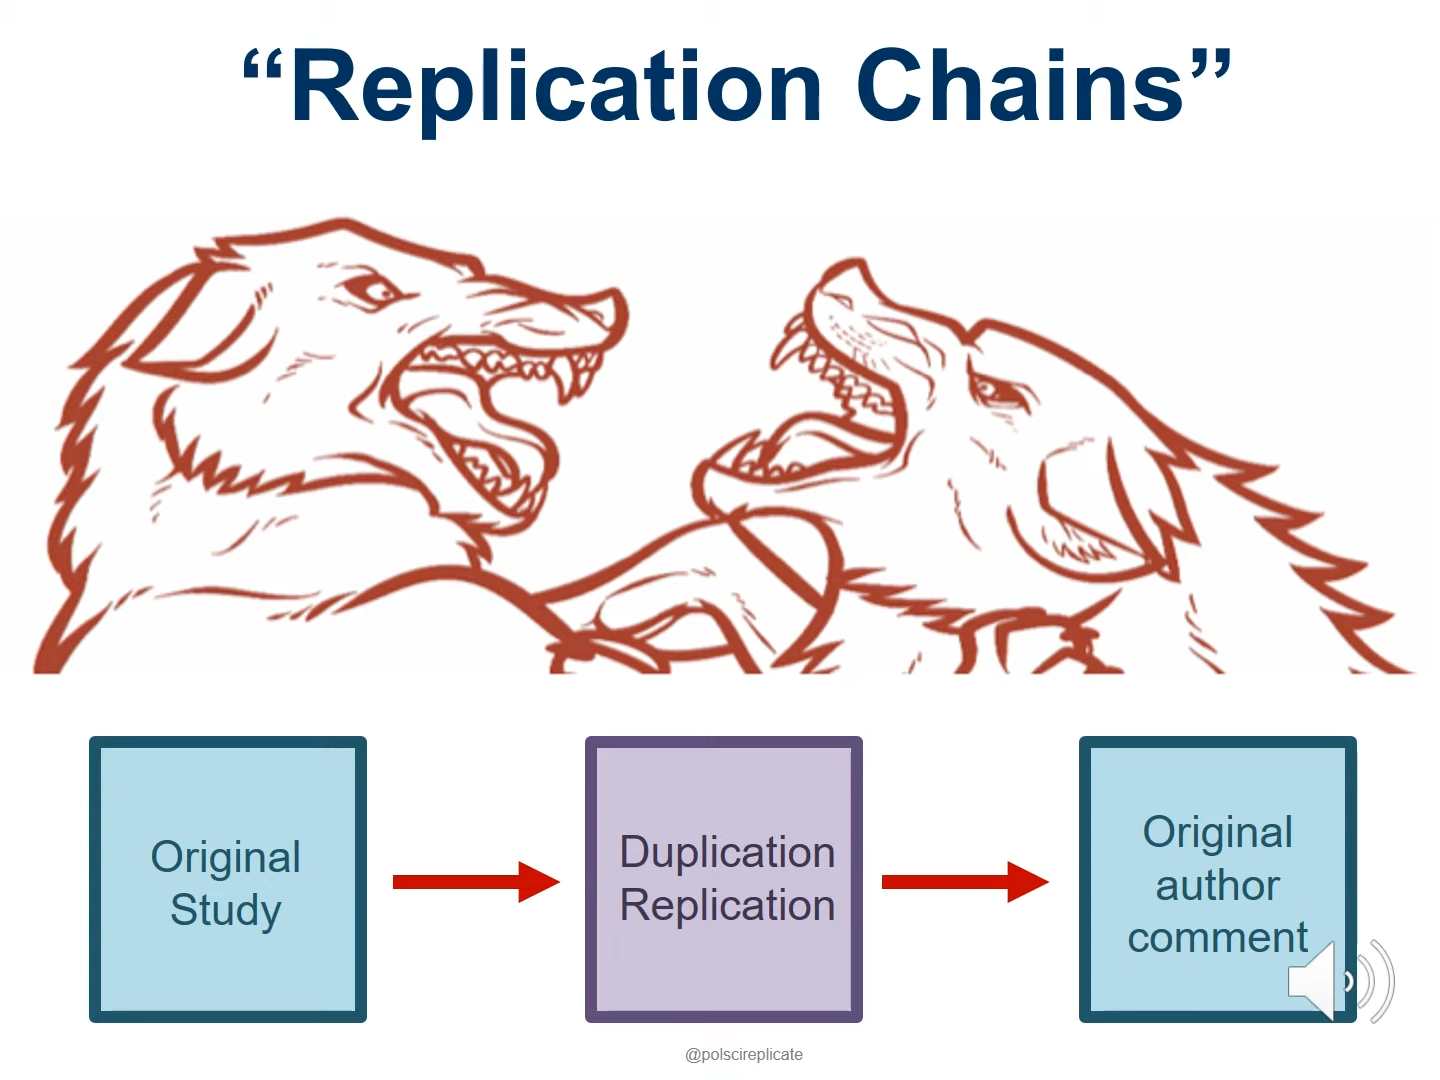 “Replication Chains”
Original
Study
Duplication
Replication
Original
author
comment
@polscireplicate